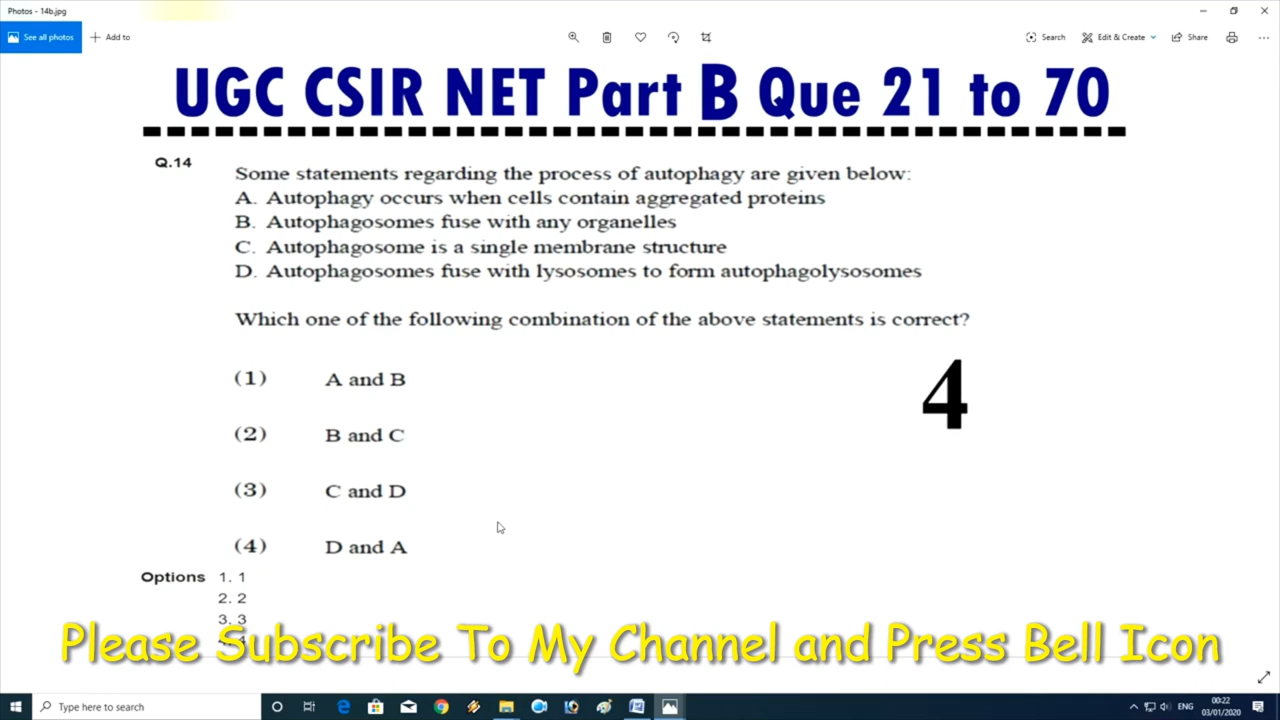 Photos - 14b.jpg
See all photos
Add to
Search
Edit & Create
Share
UGC CSIR NET Part B Que 21 to 70
Q.14
Some statements regarding the process of autophagy are given below:
A. Autophagy occurs when cells contain aggregated proteins
B. Autophagosomes fuse with any organelles
C. Autophagosome is a single membrane structure
D. Autophagosomes fuse with lysosomes to form autophagolysosomes
Which one of the following combination of the above statements is correct?
(1) A and B
4
(2) B and C
(3) C and D
(4) D and A
Options 1. 1
2. 2
3. 3
4
Please Subscribe To My Channel and Press Bell Icon
Type here to search
ENG
00:22
03/01/2020